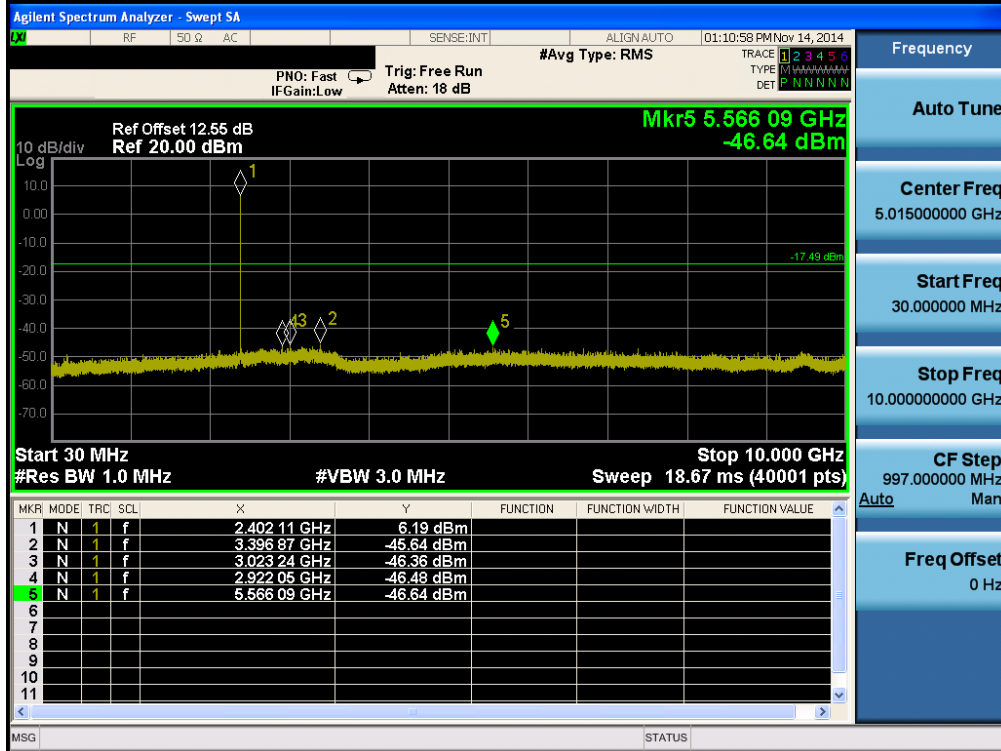 Agilent Spectrum Analyzer - Swept SA
LXI RF 50 Ω AC SENSE:INT ALIGN AUTO 01:10:58 PM Nov 14, 2014
#Avg Type: RMS TRACE 1 2 3 4 5 6
PNO: Fast Trig: Free Run TYPE M WWWWW
IFGain:Low Atten: 18 dB DET P N N N N N
Mkr5 5.566 09 GHz
-46.64 dBm
Ref Offset 12.55 dB
10 dB/div Ref 20.00 dBm
Log
1
10.0
0.00
-10.0
-17.49 dBm
-20.0
-30.0
43 2 5
-40.0
-50.0
-60.0
-70.0
Start 30 MHz Stop 10.000 GHz
#Res BW 1.0 MHz #VBW 3.0 MHz Sweep 18.67 ms (40001 pts)
MKR MODE TRC SCL X Y FUNCTION FUNCTION WIDTH FUNCTION VALUE
1 N 1 f 2.402 11 GHz 6.19 dBm
2 N 1 f 3.396 87 GHz -45.64 dBm
3 N 1 f 3.023 24 GHz -46.36 dBm
4 N 1 f 2.922 05 GHz -46.48 dBm
5 N 1 f 5.566 09 GHz -46.64 dBm
6
7
8
9
10
11
MSG STATUS
Frequency
Auto Tune
Center Freq
5.015000000 GHz
Start Freq
30.000000 MHz
Stop Freq
10.000000000 GHz
CF Step
997.000000 MHz
Auto Man
Freq Offset
0 Hz